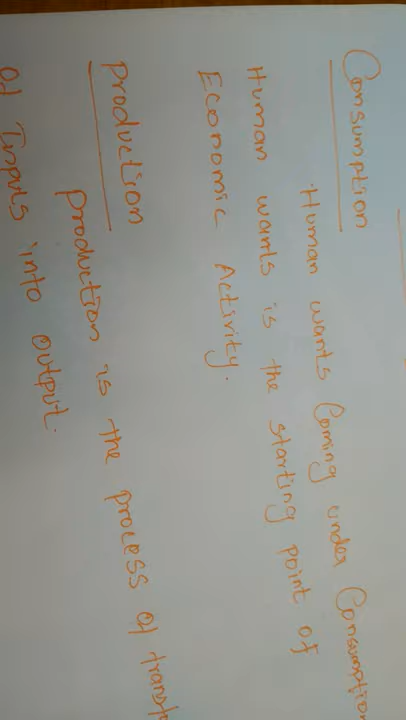 Consumption
Human wants Coming under Consumption
Human wants is the starting point of
Economic Activity.
Production
Production is the process of
of Inputs into output.